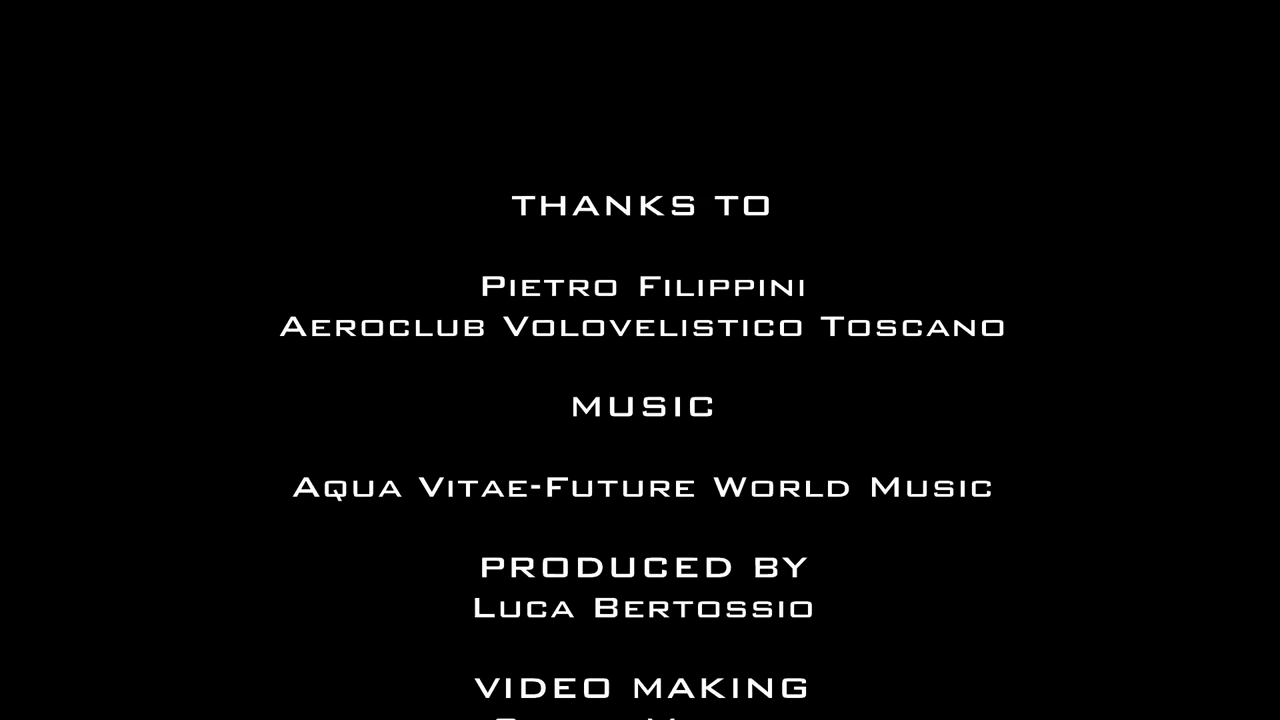 THANKS TO
Pietro Filippini
Aeroclub Volovelistico Toscano
MUSIC
Aqua Vitae-Future World Music
PRODUCED BY
Luca Bertossio
VIDEO MAKING